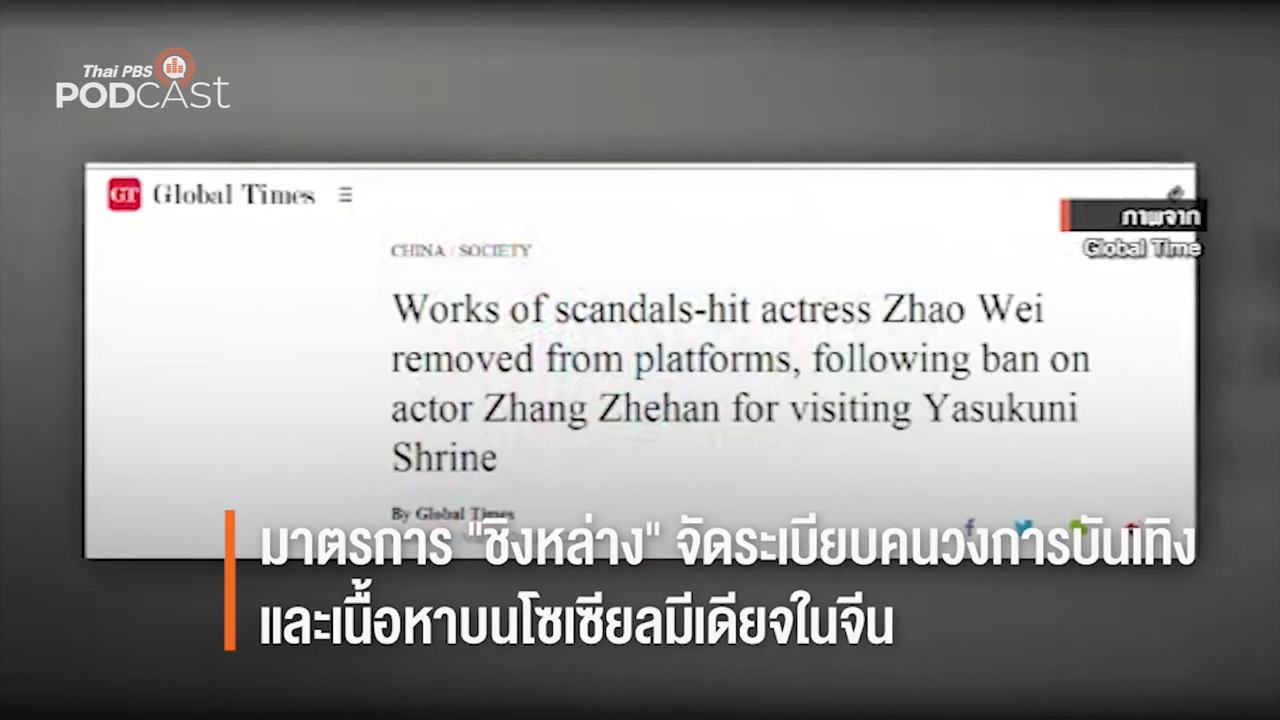 Thai PBS
PODCAST
GT Global Times
ภาพจาก
Global Time
CHINA / SOCIETY
Works of scandals-hit actress Zhao Wei
removed from platforms, following ban on
actor Zhang Zhehan for visiting Yasukuni
Shrine
By Global Times
มาตรการ "ชิงหล่าง" จัดระเบียบคนวงการบันเทิง
และเนื้อหาบนโซเซียลมีเดียจในจีน